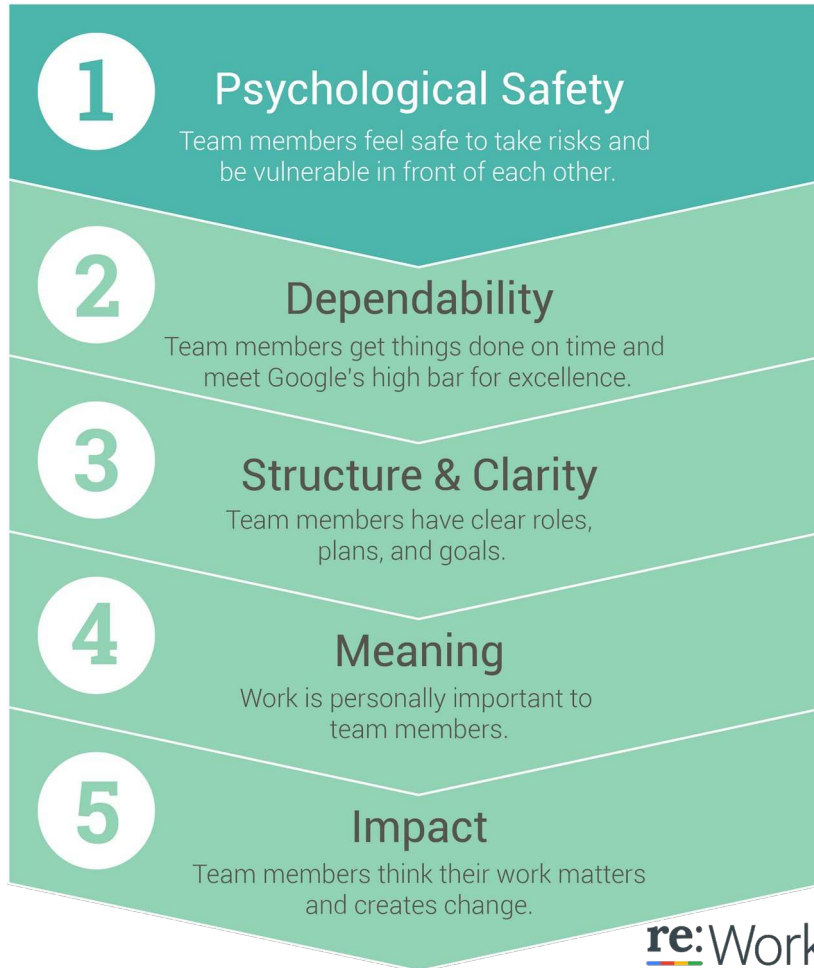 1
Psychological Safety
Team members feel safe to take risks and
be vulnerable in front of each other.
2
Dependability
Team members get things done on time and
meet Google's high bar for excellence.
3
Structure & Clarity
Team members have clear roles,
plans, and goals.
4
Meaning
Work is personally important to
team members.
5
Impact
Team members think their work matters
and creates change.
re:Work